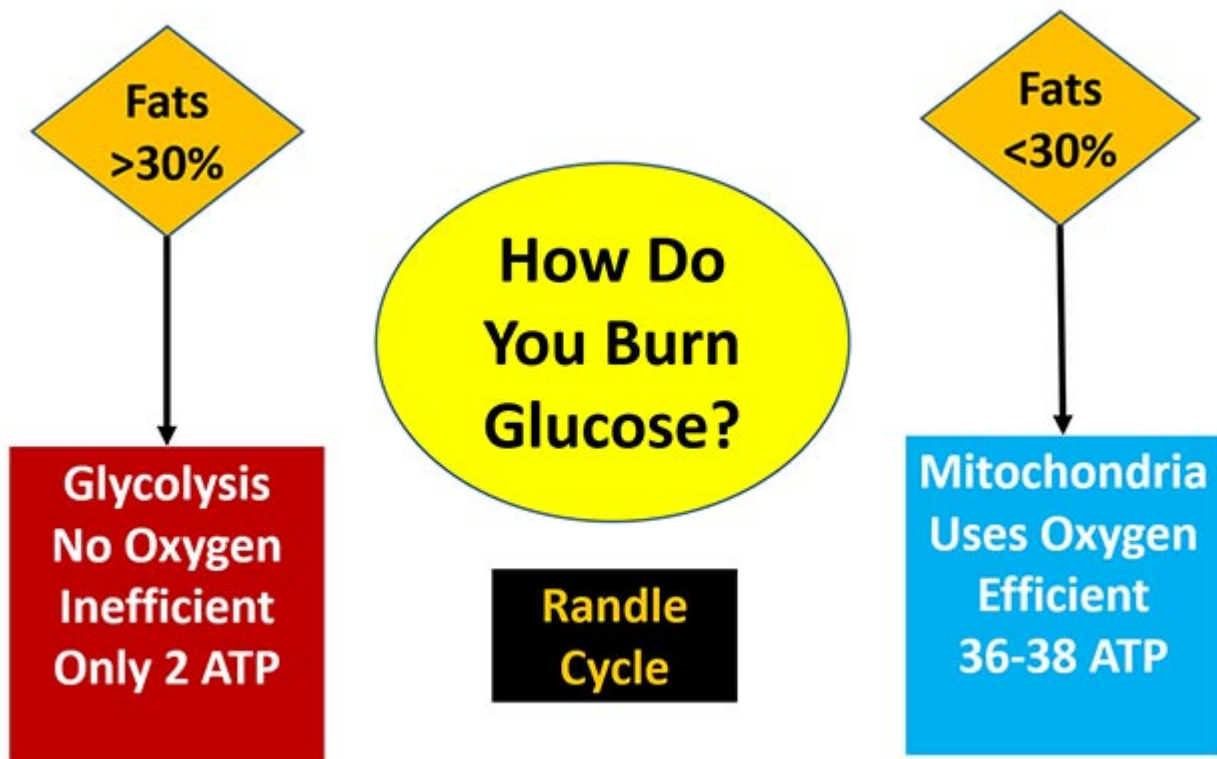 Fats
>30%
Fats
<30%
How Do
You Burn
Glucose?
Glycolysis
No Oxygen
Inefficient
Only 2 ATP
Randle
Cycle
Mitochondria
Uses Oxygen
Efficient
36-38 ATP